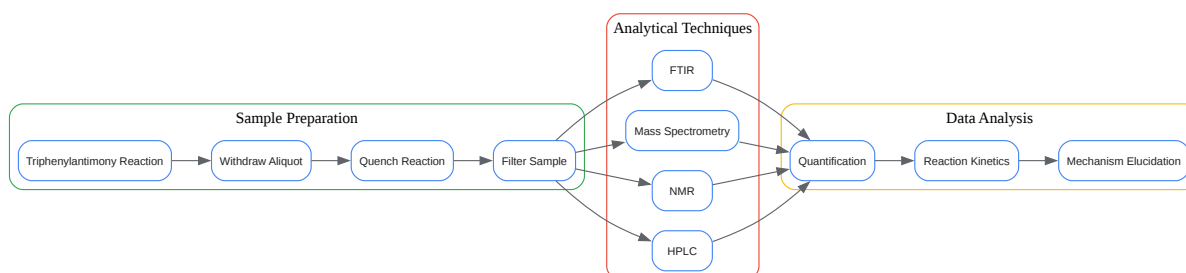 Sample Preparation
Triphenylantimony Reaction
Withdraw Aliquot
Quench Reaction
Filter Sample
Analytical Techniques
FTIR
Mass Spectrometry
NMR
HPLC
Data Analysis
Quantification
Reaction Kinetics
Mechanism Elucidation